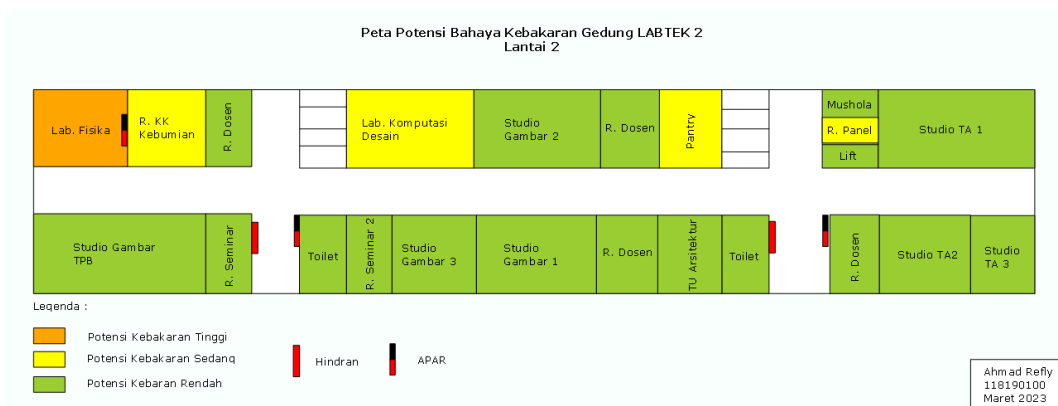 Peta Potensi Bahaya Kebakaran Gedung LABTEK 2
Lantai 2
Lab. Fisika
R. KK
Kebumian
R. Dosen
Lab. Komputasi
Desain
Studio
Gambar 2
R. Dosen
Pantry
Mushola
R. Panel
Lift
Studio TA 1
Studio Gambar
TPB
R. Seminar
Toilet
R. Seminar 2
Studio
Gambar 3
Studio
Gambar 1
R. Dosen
TU Arsitektur
Toilet
R. Dosen
Studio TA2
Studio
TA 3
Legenda :
Potensi Kebakaran Tinggi
Potensi Kebakaran Sedang
Potensi Kebaran Rendah
Hindran
APAR
Ahmad Refly
118190100
Maret 2023